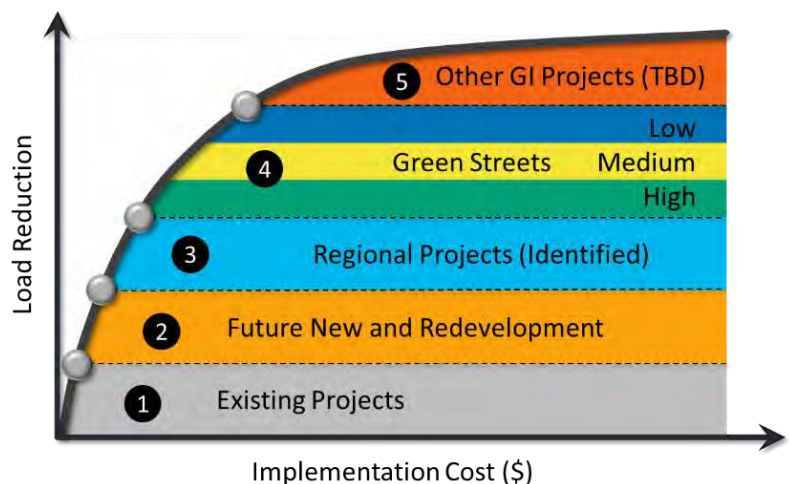 Load Reduction
5 Other GI Projects (TBD)
Low
4 Green Streets Medium
High
3 Regional Projects (Identified)
2 Future New and Redevelopment
1 Existing Projects
Implementation Cost ($)